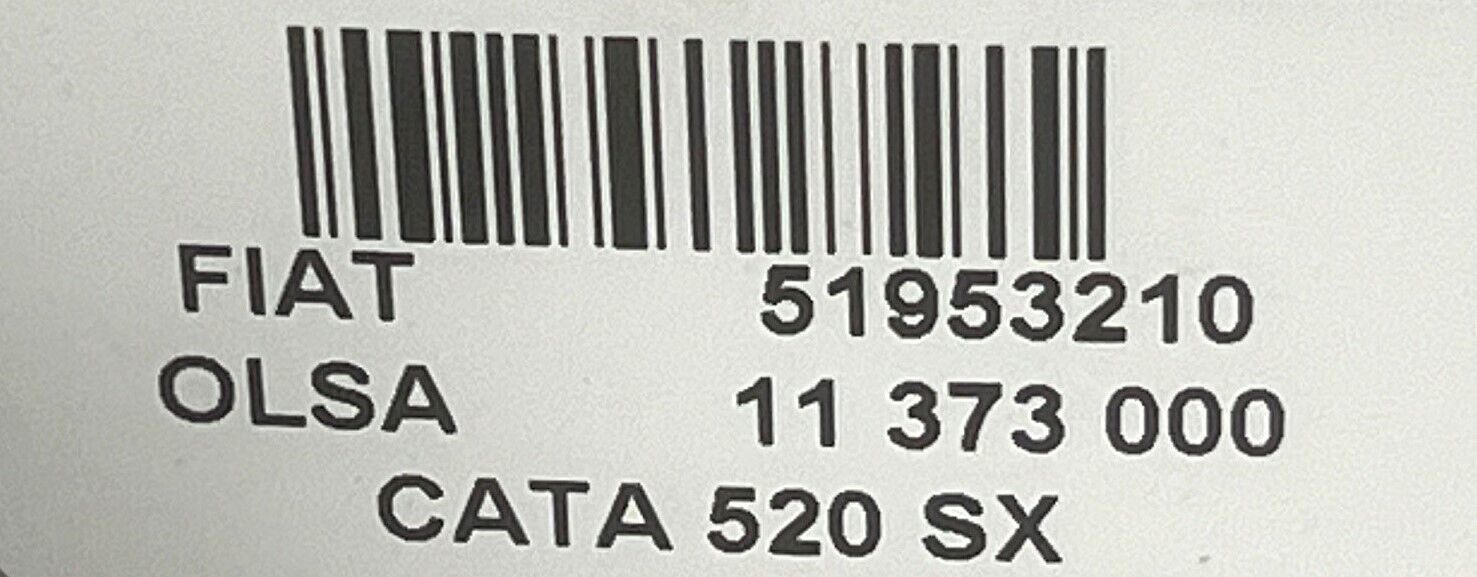 FIAT 51953210
OLSA 11 373 000
CATA 520 SX